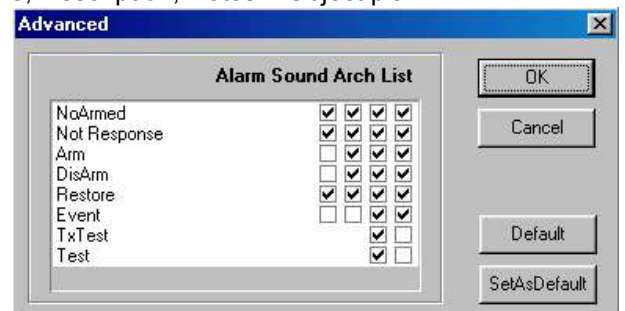 Advanced
Alarm Sound Arch List
OK
NoArmed
Not Response
Cancel
Arm
DisArm
Restore
Event
TxTest
Default
Test
SetAsDefault